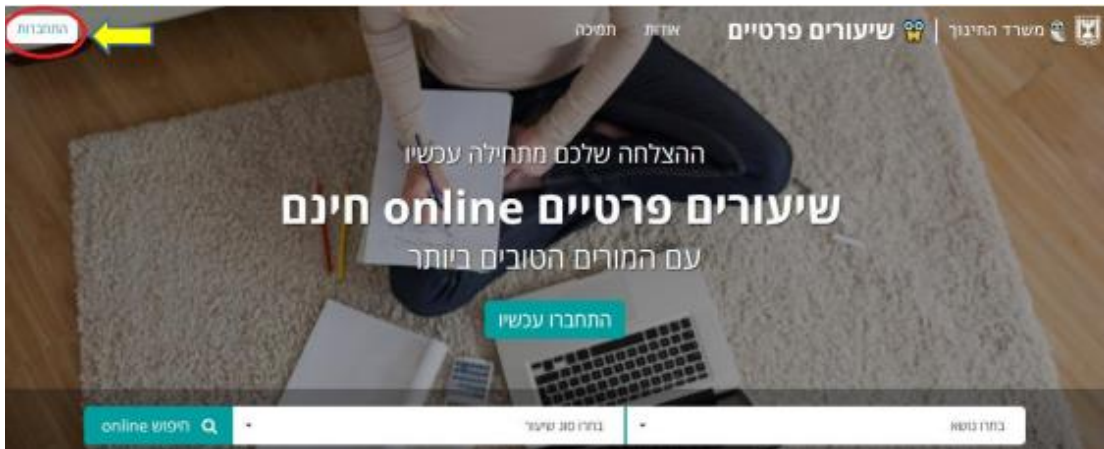 משרד החינוך | שיעורים פרטיים אודות תמיכה התחברות
ההצלחה שלכם מתחילה עכשיו
שיעורים פרטיים online חינם
עם המורים הטובים ביותר
התחברו עכשיו
בחרו נושא בחרו סוג שיעור חיפוש online